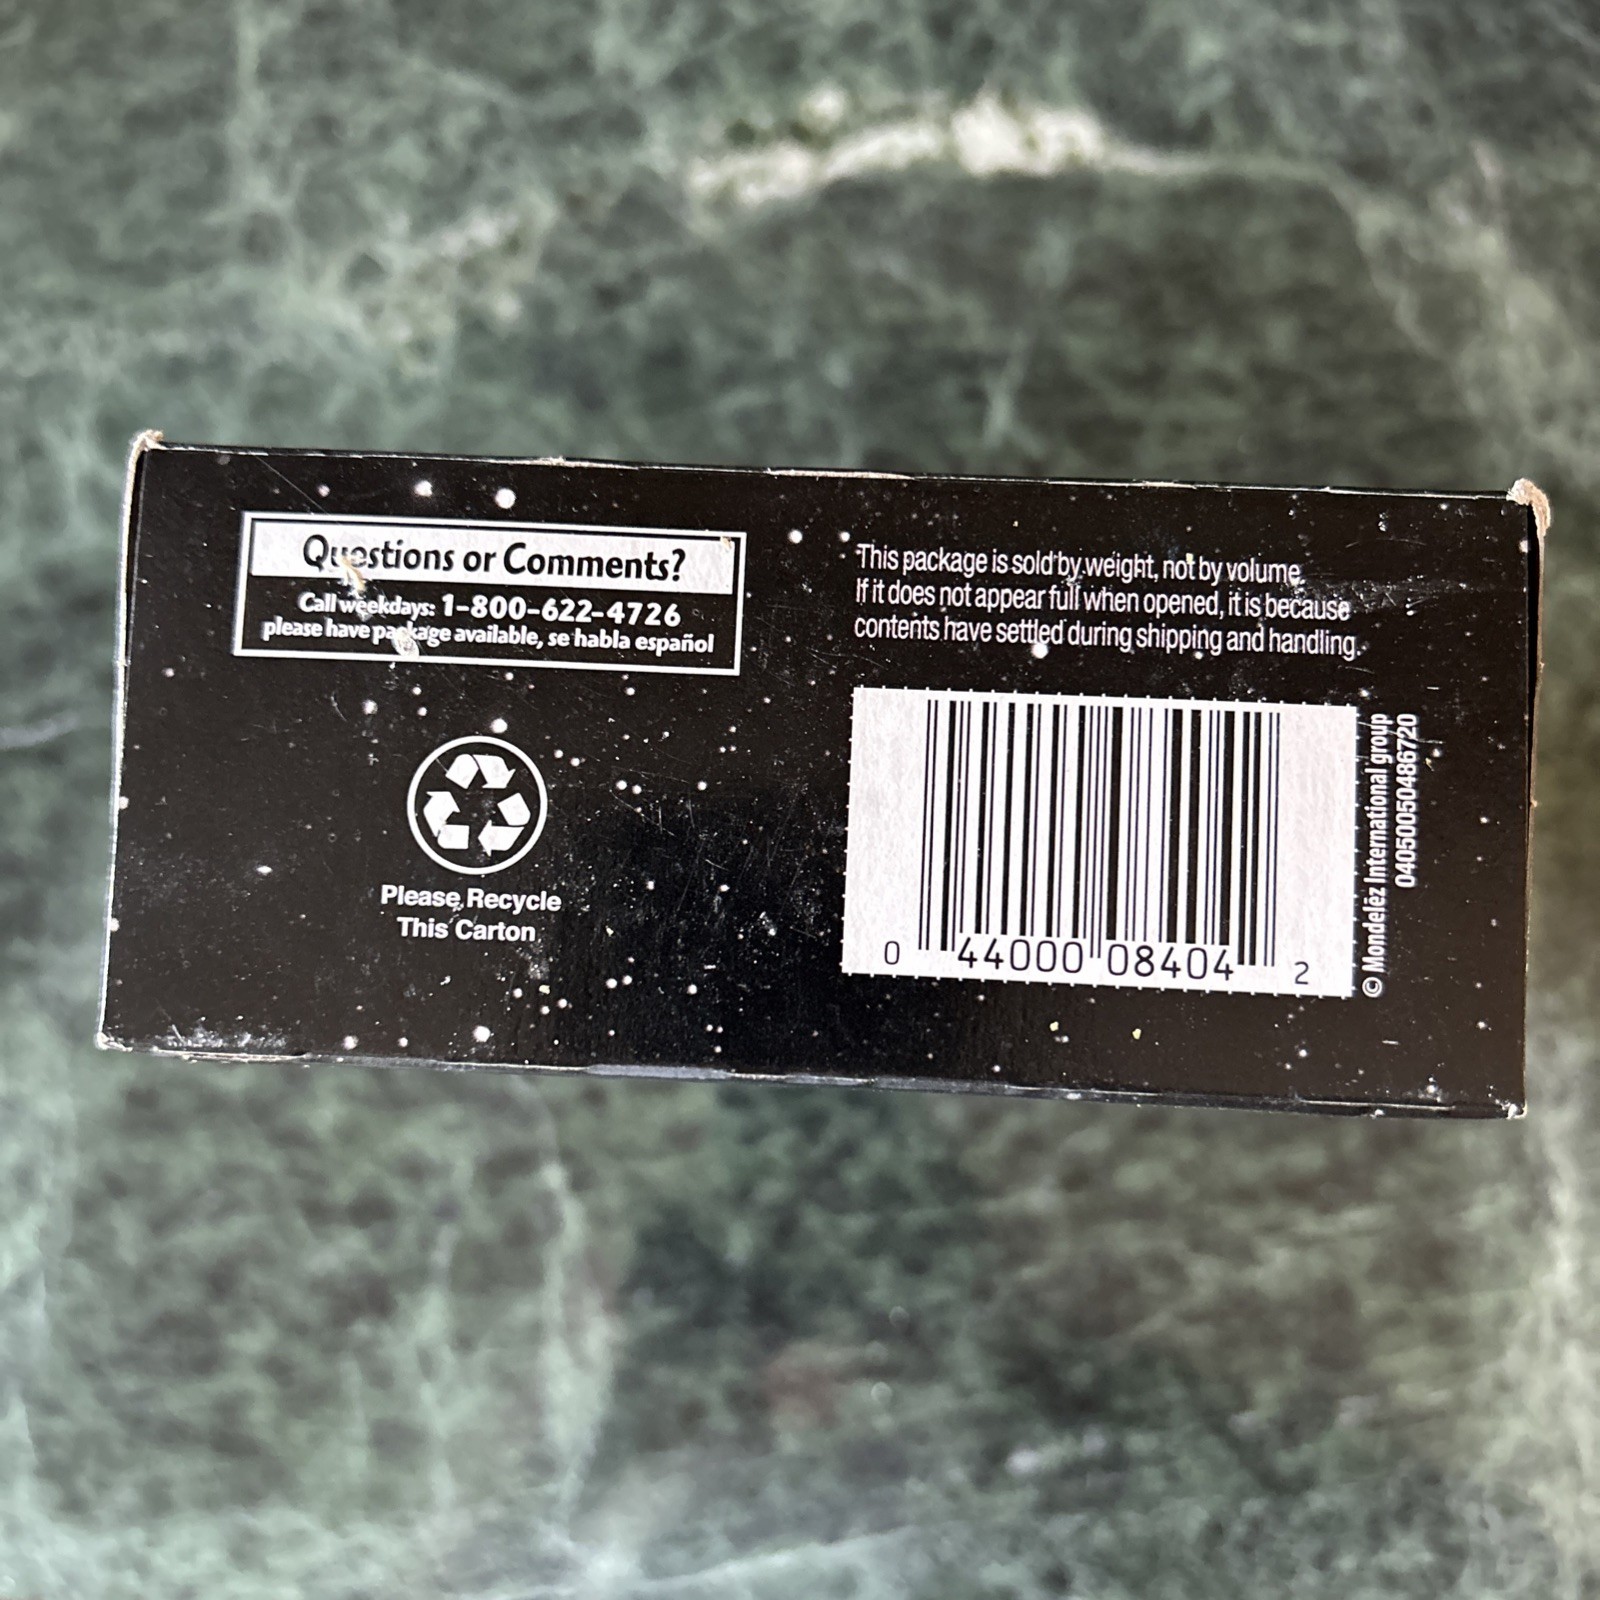 Questions or Comments?
Call weekdays: 1-800-622-4726
please have package available, se habla español
Please Recycle
This Carton
This package is sold by weight, not by volume.
If it does not appear full when opened, it is because
contents have settled during shipping and handling.
0 44000 08404 2
© Mondelēz International group
04050050486720